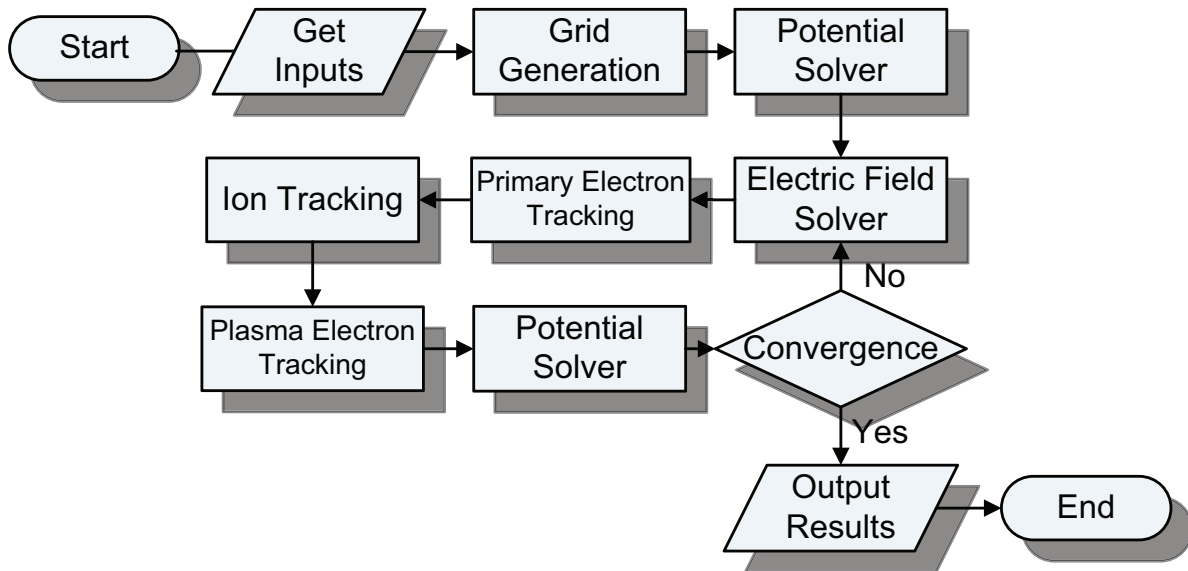 Start
Get
Inputs
Grid
Generation
Potential
Solver
Electric Field
Solver
Primary Electron
Tracking
Ion Tracking
Plasma Electron
Tracking
Potential
Solver
Convergence
No
Yes
Output
Results
End